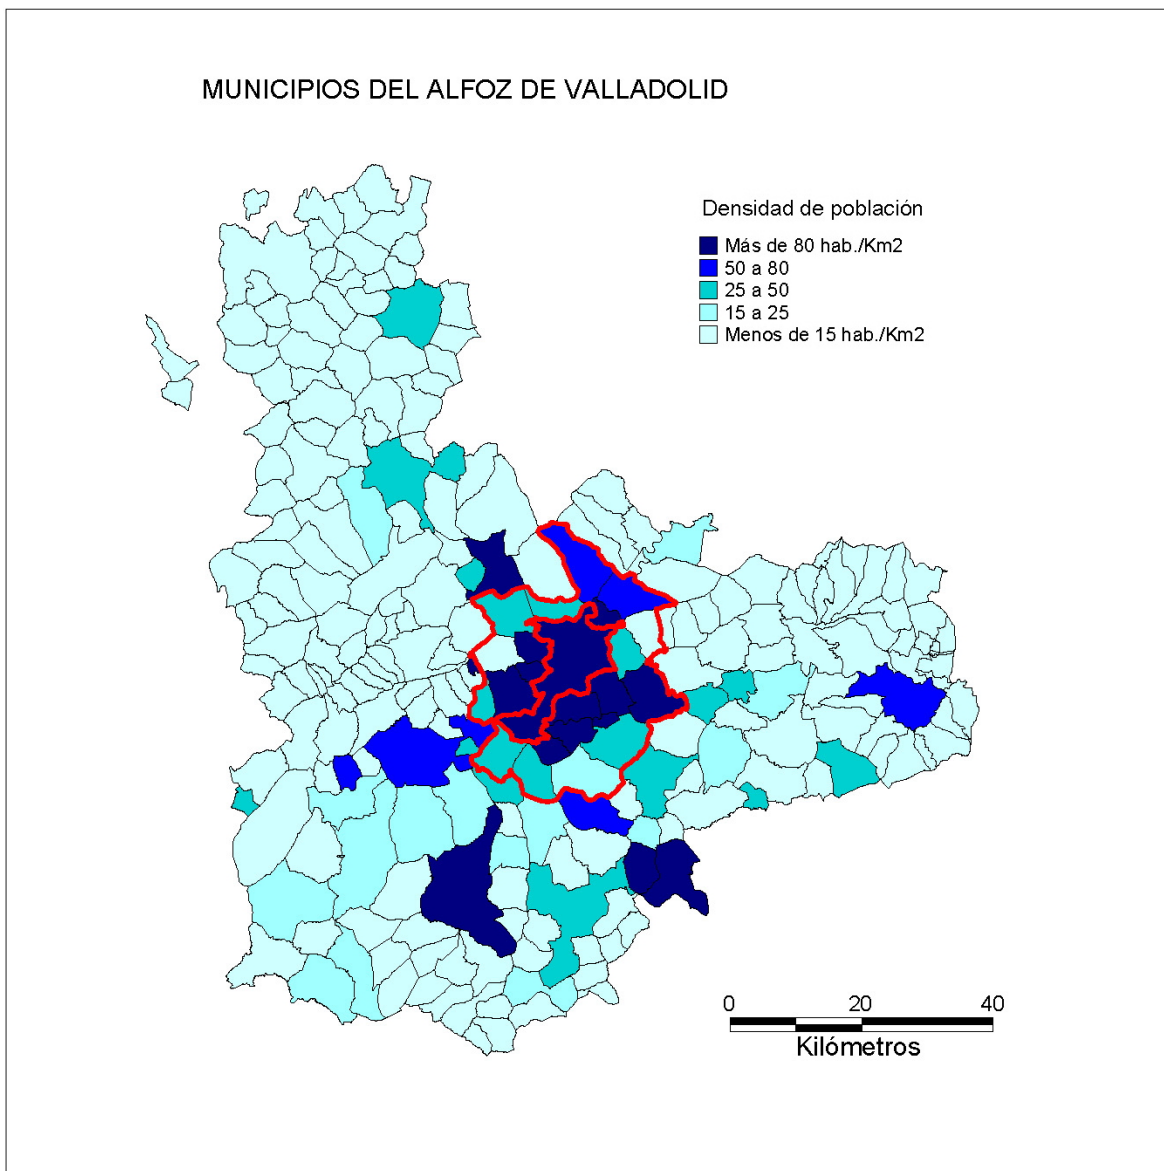 MUNICIPIOS DEL ALFOZ DE VALLADOLID
Densidad de población
Más de 80 hab./Km2
50 a 80
25 a 50
15 a 25
Menos de 15 hab./Km2
0 20 40
Kilómetros